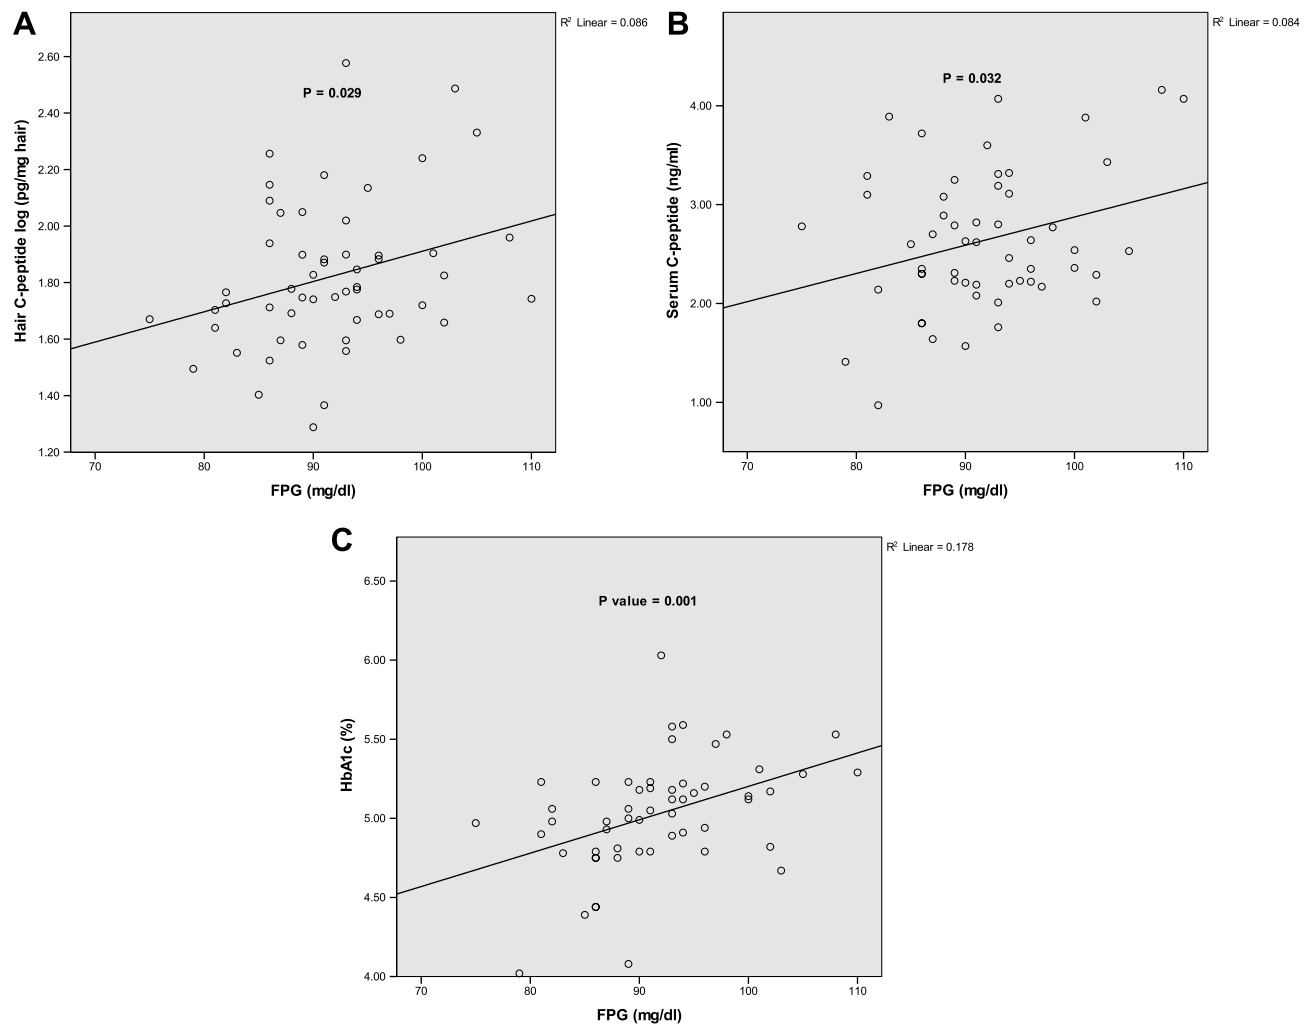 A
R² Linear = 0.086
P = 0.029
Hair C-peptide log (pg/mg hair)
2.60
2.40
2.20
2.00
1.80
1.60
1.40
1.20
70 80 90 100 110
FPG (mg/dl)
B
R² Linear = 0.084
P = 0.032
Serum C-peptide (ng/ml)
4.00
3.00
2.00
1.00
70 80 90 100 110
FPG (mg/dl)
C
R² Linear = 0.178
P value = 0.001
HbA1c (%)
6.50
6.00
5.50
5.00
4.50
4.00
70 80 90 100 110
FPG (mg/dl)